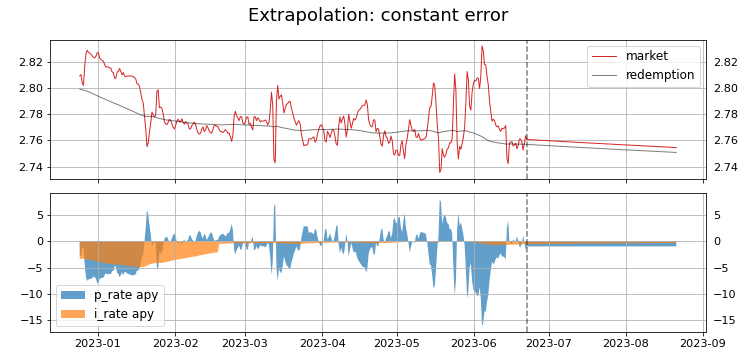 Extrapolation: constant error
2.82 2.82
market
2.80 2.80
redemption
2.78 2.78
2.76 2.76
2.74 2.74
5 5
0 0
−5 −5
p_rate apy
−10 −10
i_rate apy
−15 −15
2023-01 2023-02 2023-03 2023-04 2023-05 2023-06 2023-07 2023-08 2023-09